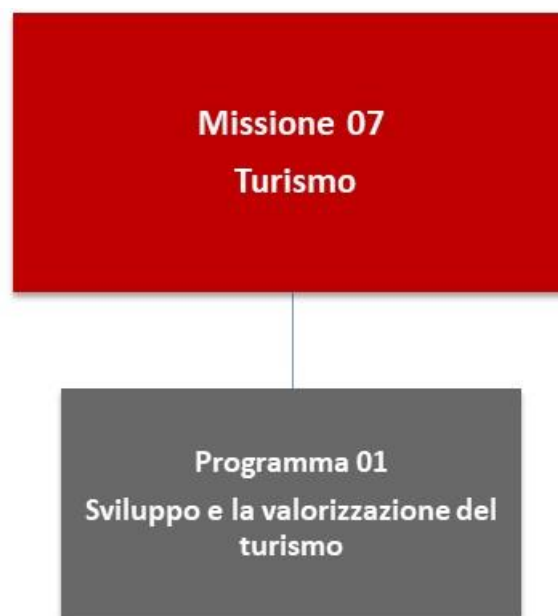 Missione 07
Turismo
Programma 01
Sviluppo e la valorizzazione del
turismo